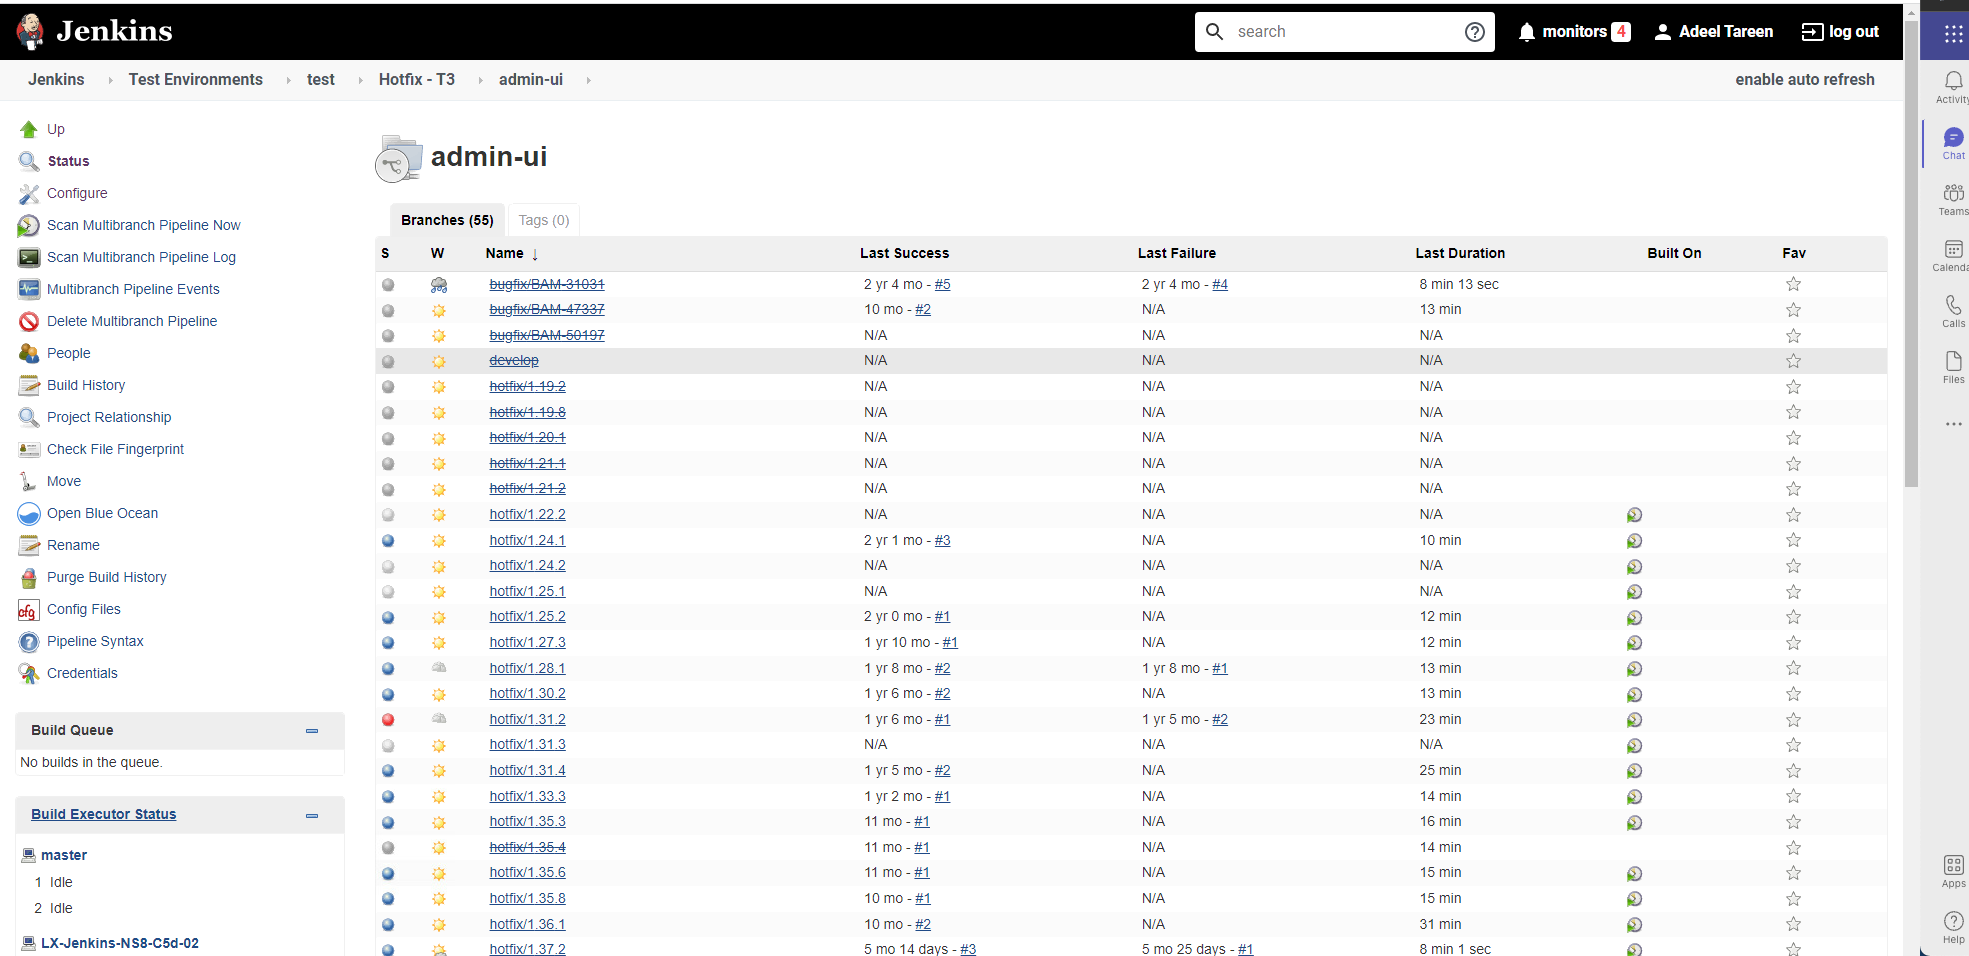 Jenkins
search
monitors 4
Adeel Tareen
log out
Jenkins Test Environments test Hotfix - T3 admin-ui
enable auto refresh
Up
Status
Configure
Scan Multibranch Pipeline Now
Scan Multibranch Pipeline Log
Multibranch Pipeline Events
Delete Multibranch Pipeline
People
Build History
Project Relationship
Check File Fingerprint
Move
Open Blue Ocean
Rename
Purge Build History
cfg Config Files
Pipeline Syntax
Credentials
Build Queue
No builds in the queue.
Build Executor Status
master
1 Idle
2 Idle
LX-Jenkins-NS8-C5d-02
admin-ui
Branches (55) Tags (0)
S W Name ↓ Last Success Last Failure Last Duration Built On Fav
bugfix/BAM-31031 2 yr 4 mo - #5 2 yr 4 mo - #4 8 min 13 sec
bugfix/BAM-47337 10 mo - #2 N/A 13 min
bugfix/BAM-50197 N/A N/A N/A
develop N/A N/A N/A
hotfix/1.19.2 N/A N/A N/A
hotfix/1.19.8 N/A N/A N/A
hotfix/1.20.1 N/A N/A N/A
hotfix/1.21.1 N/A N/A N/A
hotfix/1.21.2 N/A N/A N/A
hotfix/1.22.2 N/A N/A N/A
hotfix/1.24.1 2 yr 1 mo - #3 N/A 10 min
hotfix/1.24.2 N/A N/A N/A
hotfix/1.25.1 N/A N/A N/A
hotfix/1.25.2 2 yr 0 mo - #1 N/A 12 min
hotfix/1.27.3 1 yr 10 mo - #1 N/A 12 min
hotfix/1.28.1 1 yr 8 mo - #2 1 yr 8 mo - #1 13 min
hotfix/1.30.2 1 yr 6 mo - #2 N/A 13 min
hotfix/1.31.2 1 yr 6 mo - #1 1 yr 5 mo - #2 23 min
hotfix/1.31.3 N/A N/A N/A
hotfix/1.31.4 1 yr 5 mo - #2 N/A 25 min
hotfix/1.33.3 1 yr 2 mo - #1 N/A 14 min
hotfix/1.35.3 11 mo - #1 N/A 16 min
hotfix/1.35.4 11 mo - #1 N/A 14 min
hotfix/1.35.6 11 mo - #1 N/A 15 min
hotfix/1.35.8 10 mo - #1 N/A 15 min
hotfix/1.36.1 10 mo - #2 N/A 31 min
hotfix/1.37.2 5 mo 14 days - #3 5 mo 25 days - #1 8 min 1 sec
Activity
Chat
Teams
Calenda
Calls
Files
Apps
Help